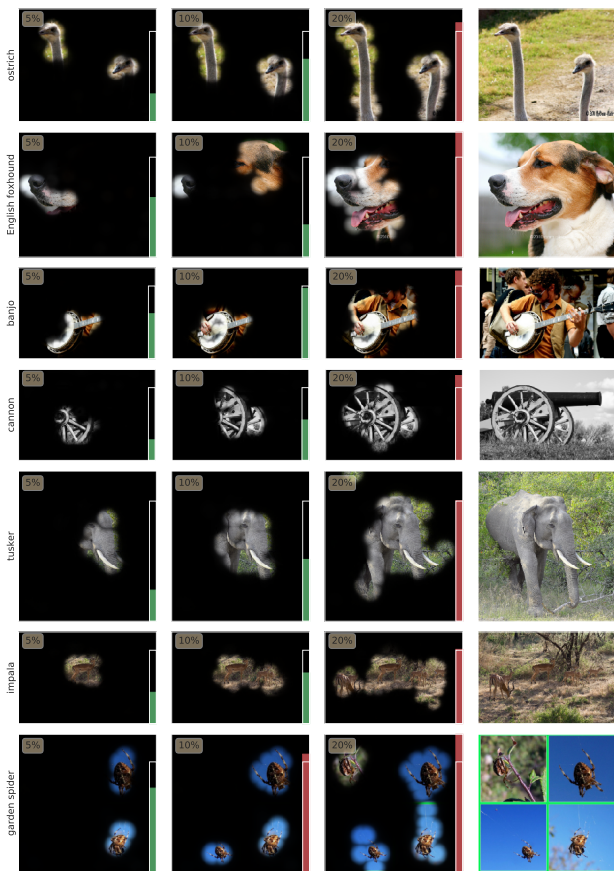 5% 10% 20%
ostrich
5% 10% 20%
English foxhound
5% 10% 20%
banjo
5% 10% 20%
cannon
5% 10% 20%
tusker
5% 10% 20%
impala
5% 10% 20%
garden spider